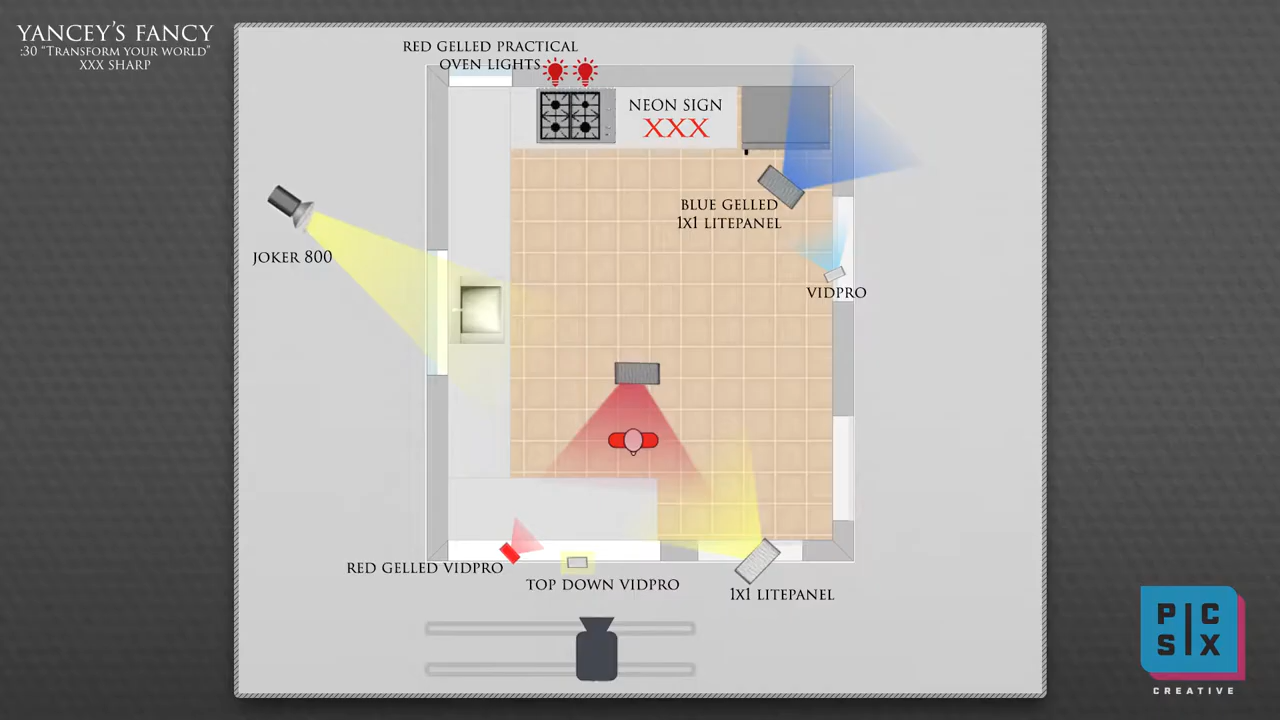 YANCEY'S FANCY
:30 "TRANSFORM YOUR WORLD"
XXX SHARP
RED GELLED PRACTICAL
OVEN LIGHTS
NEON SIGN
XXX
BLUE GELLED
1X1 LITEPANEL
JOKER 800
VIDPRO
RED GELLED VIDPRO
TOP DOWN VIDPRO
1X1 LITEPANEL
P|C
S|X
CREATIVE